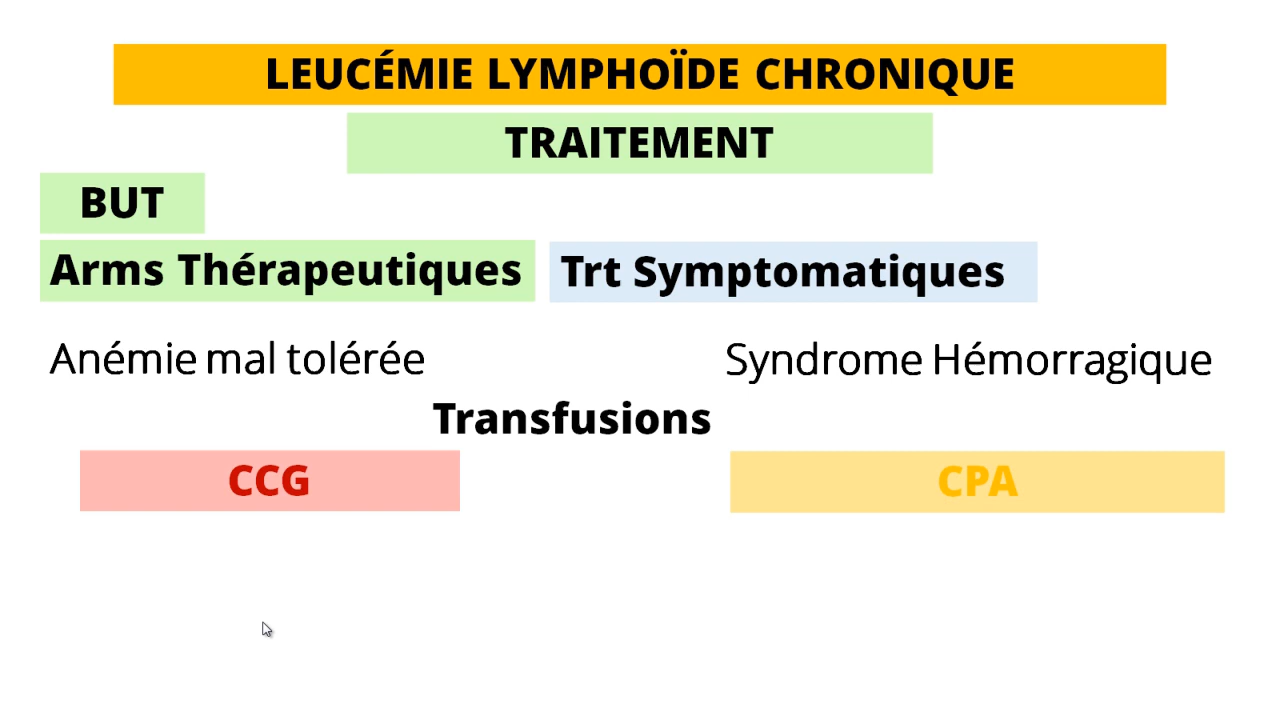 LEUCÉMIE LYMPHOÏDE CHRONIQUE
TRAITEMENT
BUT
Arms Thérapeutiques
Trt Symptomatiques
Anémie mal tolérée
Syndrome Hémorragique
Transfusions
CCG
CPA